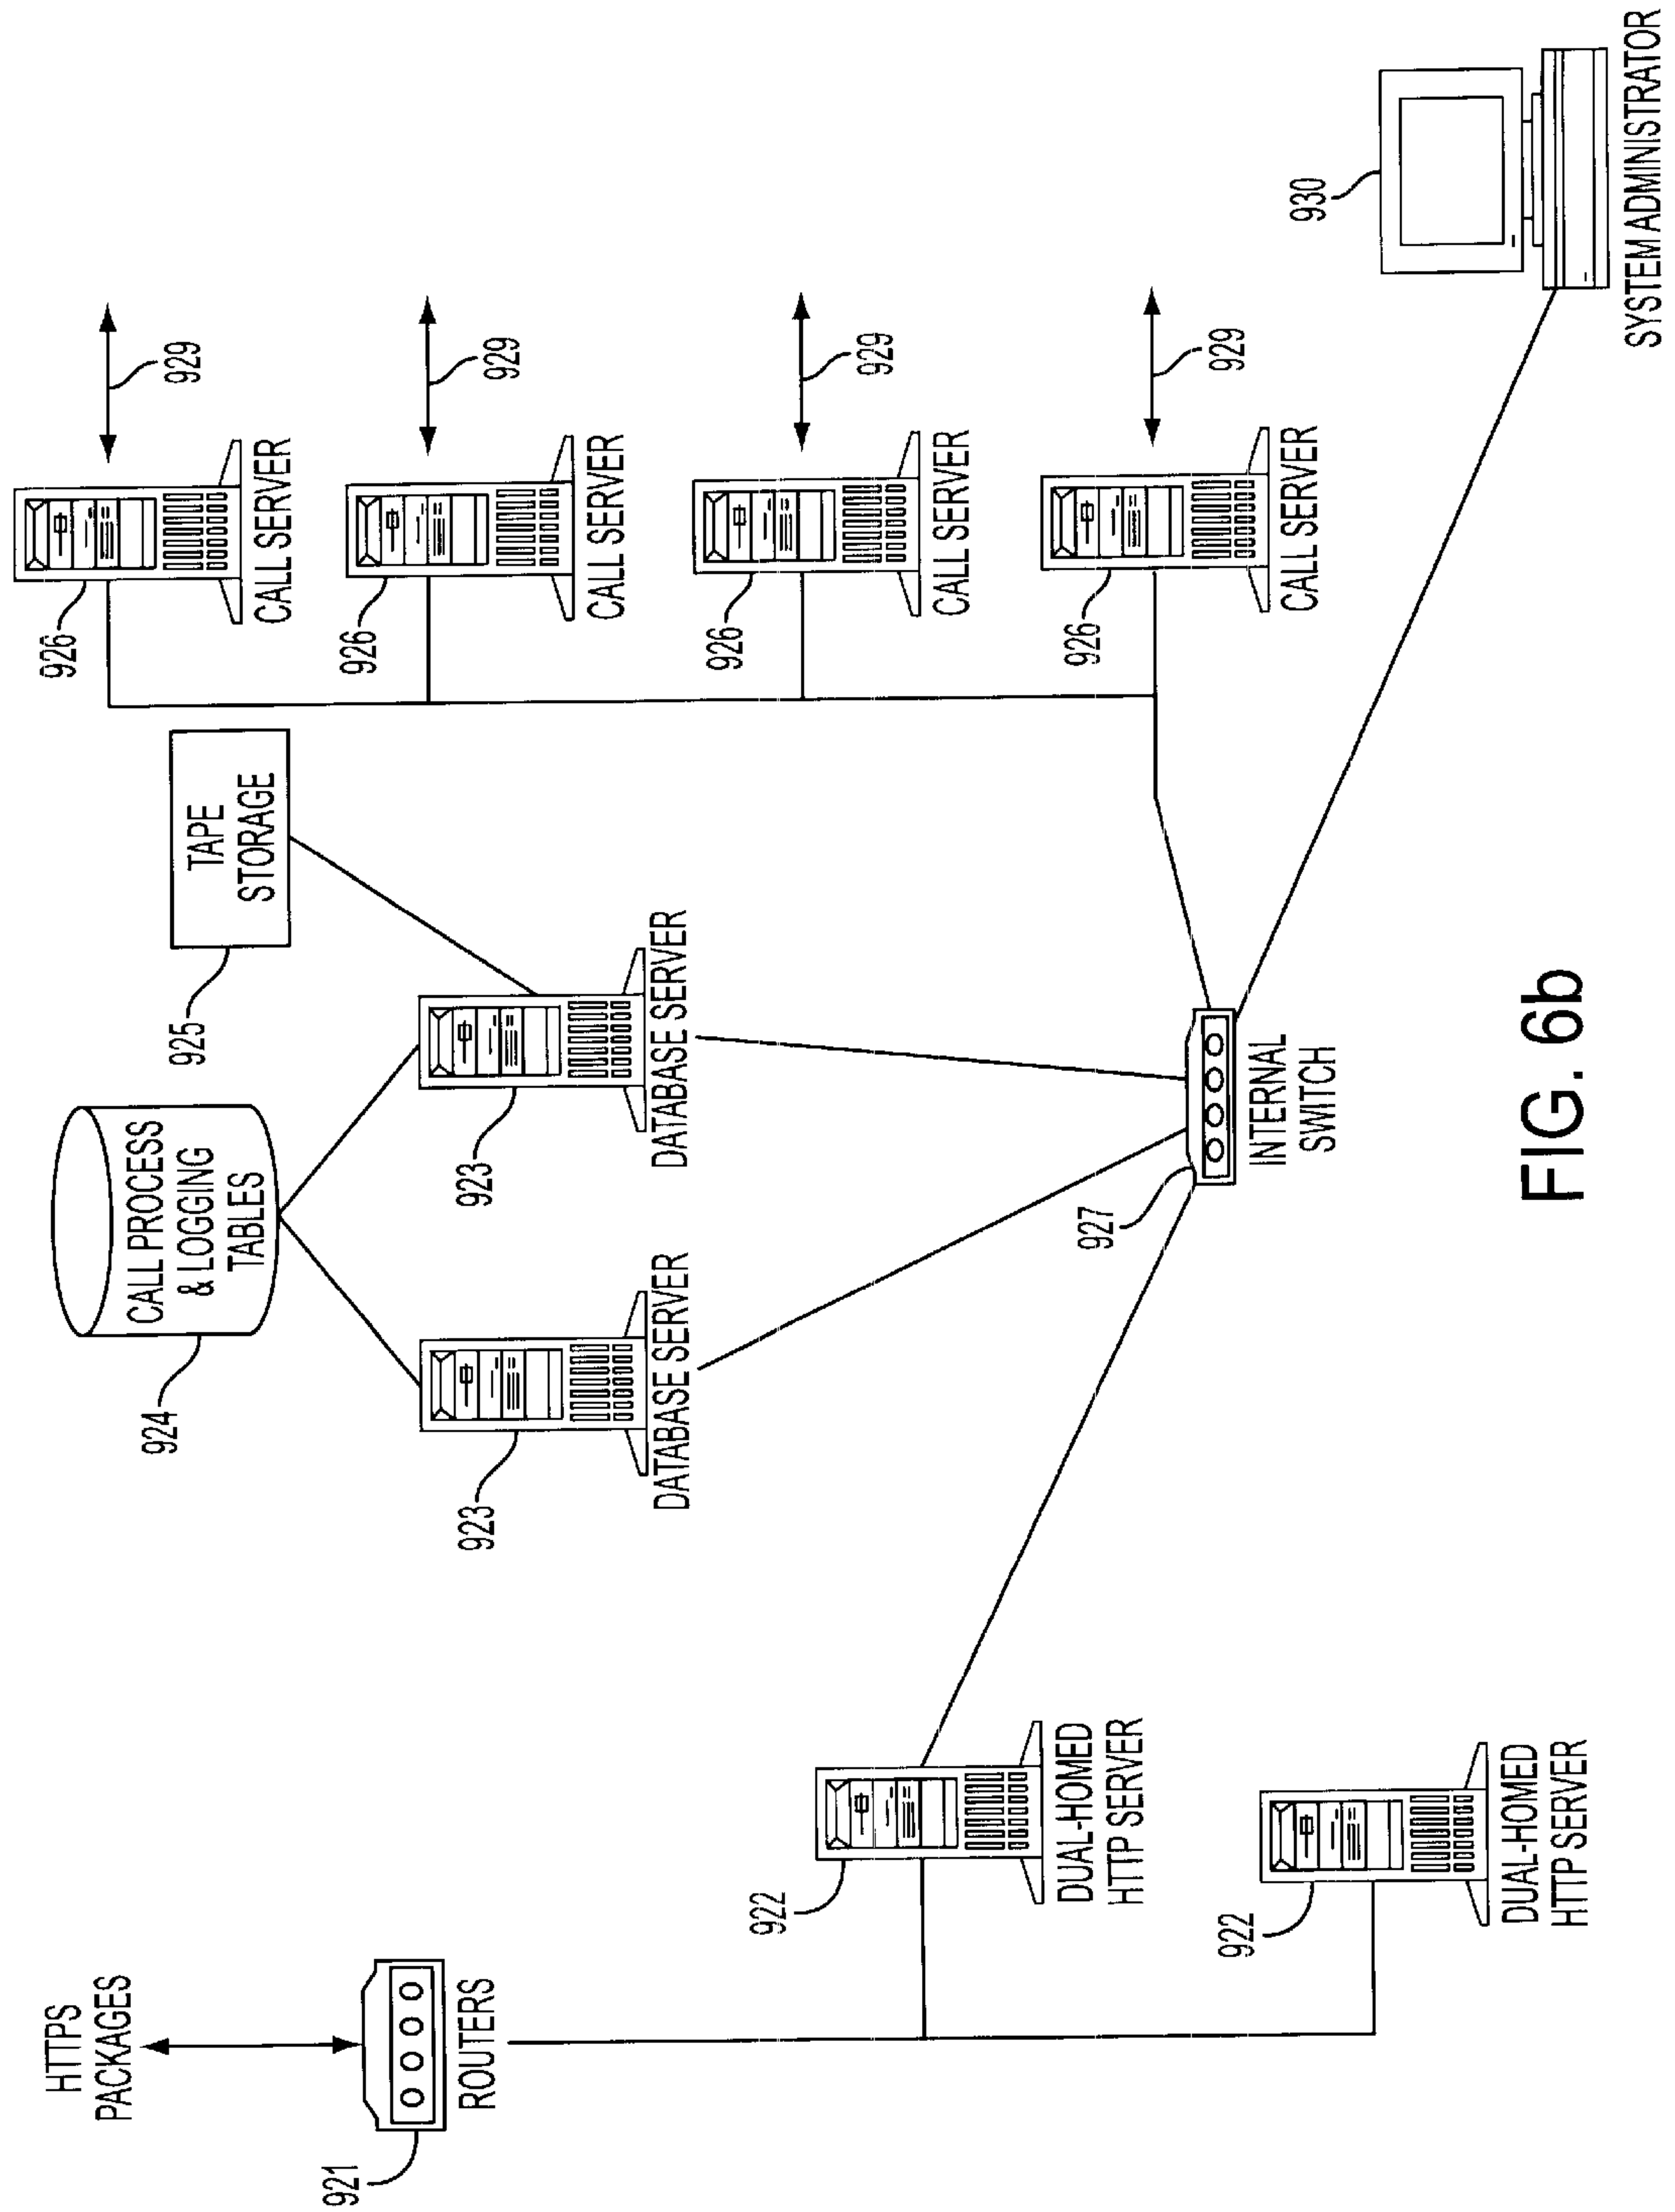 HTTPS
PACKAGES
921
ROUTERS
922
DUAL-HOMED
HTTP SERVER
922
DUAL-HOMED
HTTP SERVER
924
CALL PROCESS
& LOGGING
TABLES
925
TAPE
STORAGE
923
DATABASE SERVER
923
DATABASE SERVER
927
INTERNAL
SWITCH
926
CALL SERVER
929
926
CALL SERVER
929
926
CALL SERVER
929
926
CALL SERVER
929
930
SYSTEM ADMINISTRATOR
FIG. 6b